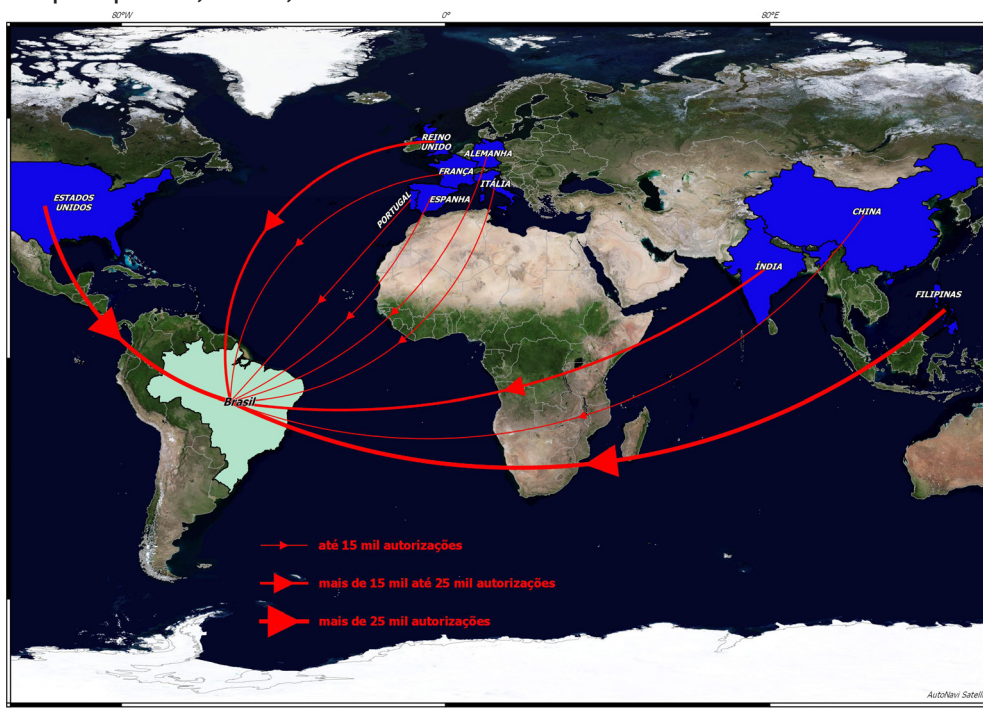 80°W
0°
80°E
REINO
UNIDO
ALEMANHA
FRANÇA
ITÁLIA
PORTUGAL
ESPANHA
ESTADOS
UNIDOS
CHINA
ÍNDIA
FILIPINAS
Brasil
até 15 mil autorizações
mais de 15 mil até 25 mil autorizações
mais de 25 mil autorizações
AutoNavi